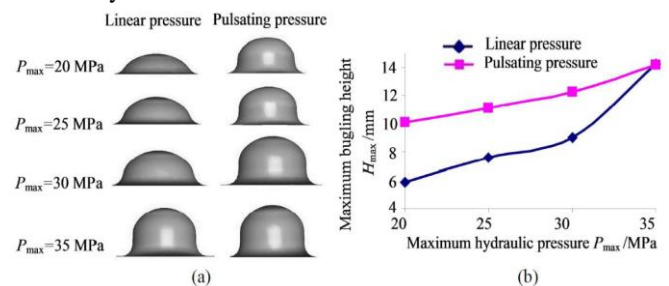 Linear pressure Pulsating pressure
Pmax=20 MPa
Pmax=25 MPa
Pmax=30 MPa
Pmax=35 MPa
(a)
Linear pressure
Pulsating pressure
Maximum bugling height
Hmax /mm
14
12
10
8
6
4
20 25 30 35
Maximum hydraulic pressure Pmax /MPa
(b)